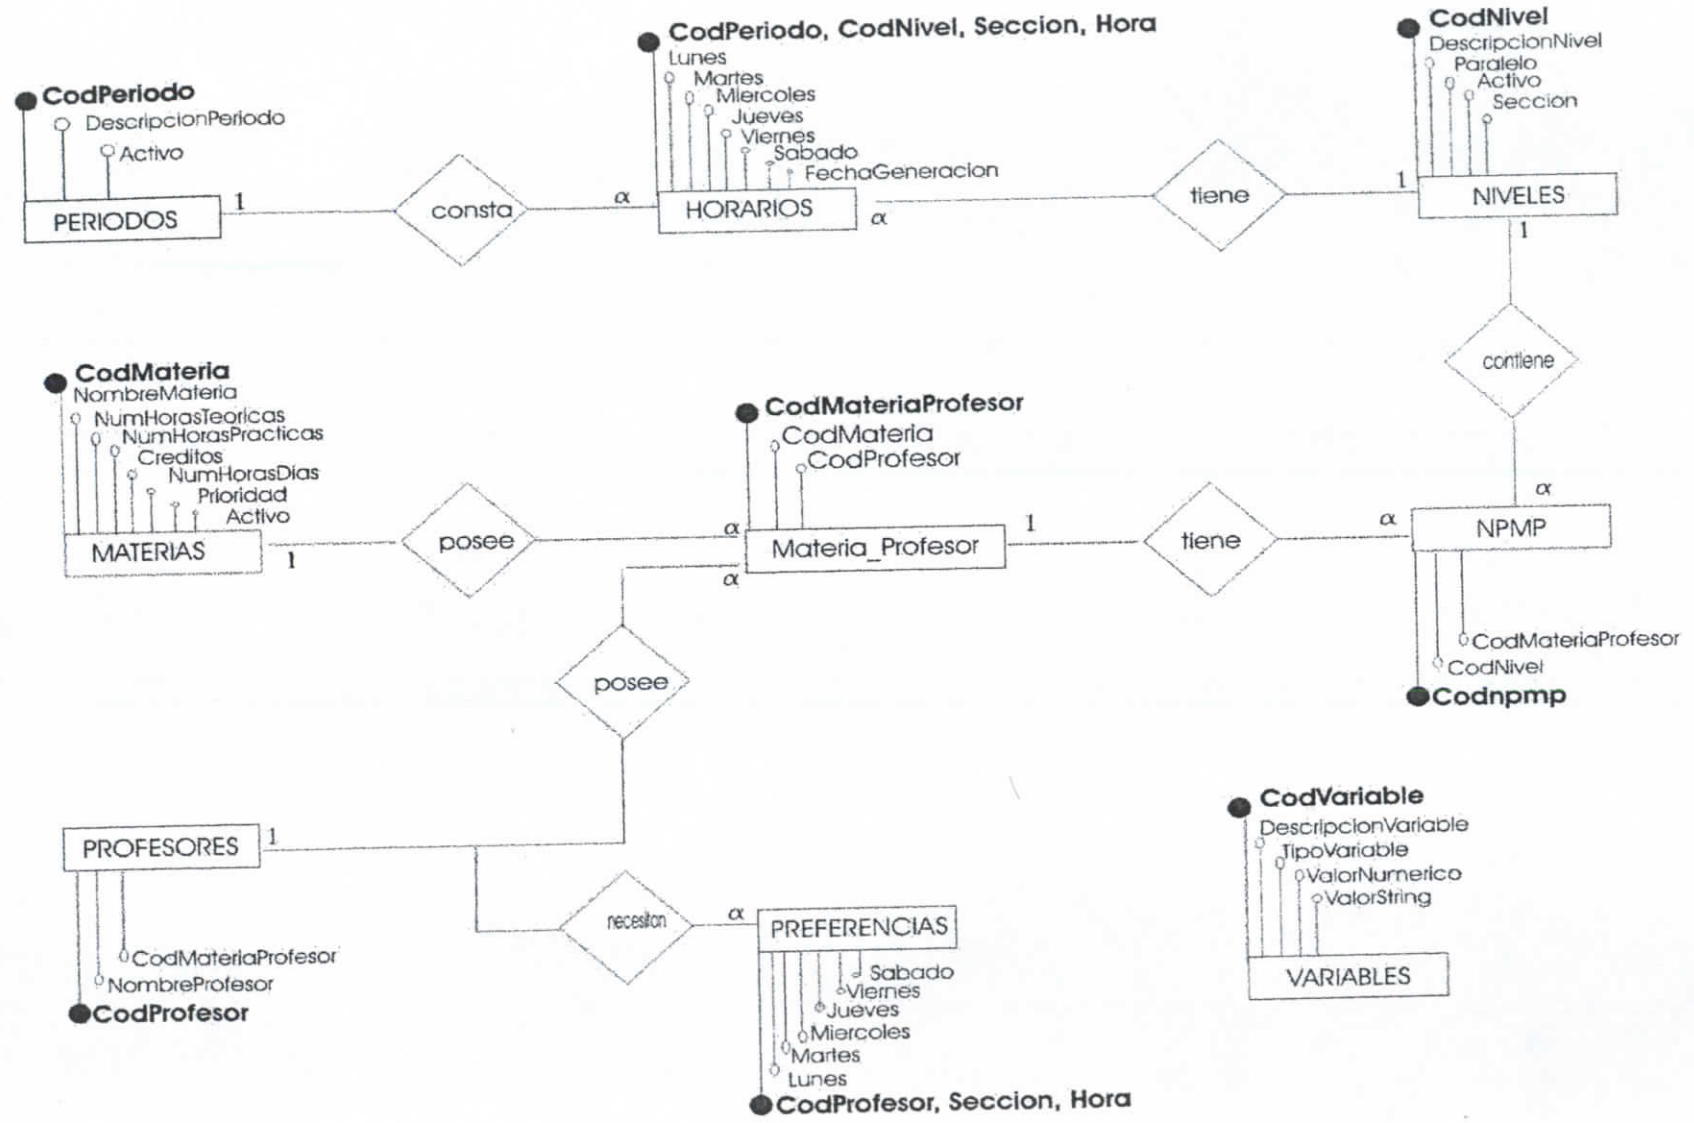 CodPeriodo
DescripcionPeriodo
Activo
PERIODOS
1
consta
α
CodPeriodo, CodNivel, Seccion, Hora
Lunes
Martes
Miercoles
Jueves
Viernes
Sabado
FechaGeneracion
HORARIOS
α
tiene
1
CodNivel
DescripcionNivel
Paralelo
Activo
Seccion
NIVELES
1
contiene
α
CodMateria
NombreMateria
NumHorasTeoricas
NumHorasPracticas
Creditos
NumHorasDias
Prioridad
Activo
MATERIAS
1
posee
α
CodMateriaProfesor
CodMateria
CodProfesor
Materia_Profesor
α
1
tiene
α
NPMP
CodMateriaProfesor
CodNivel
Codnpmp
posee
PROFESORES
1
CodMateriaProfesor
NombreProfesor
CodProfesor
necesitan
α
PREFERENCIAS
Sabado
Viernes
Jueves
Miercoles
Martes
Lunes
CodProfesor, Seccion, Hora
CodVariable
DescripcionVariable
TipoVariable
ValorNumerico
ValorString
VARIABLES